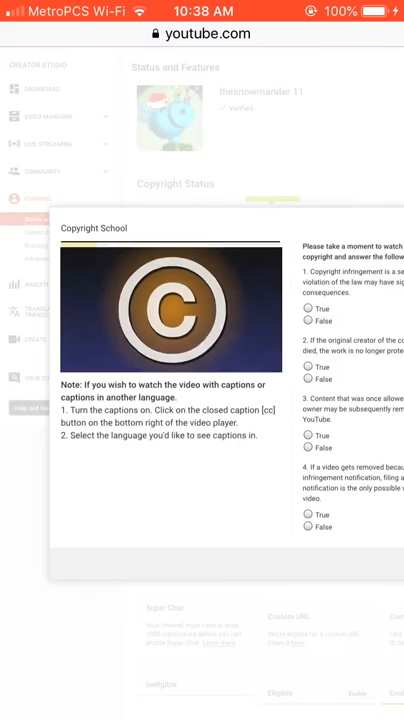 MetroPCS Wi-Fi 10:38 AM 100%
youtube.com
CREATOR STUDIO
DASHBOARD
VIDEO MANAGER
LIVE STREAMING
COMMUNITY
CHANNEL
ANALYTI
TRANSL
CREATE
YOUR CO
Status and Features
thesnowmander 11
Verified
Copyright Status
Copyright School
C
Note: If you wish to watch the video with captions or
captions in another language.
1. Turn the captions on. Click on the closed caption [cc]
button on the bottom right of the video player.
2. Select the language you'd like to see captions in.
Please take a moment to watch
copyright and answer the follow
1. Copyright infringement is a se
violation of the law may have sig
consequences.
True
False
2. If the original creator of the co
died, the work is no longer prote
True
False
3. Content that was once allowe
owner may be subsequently rem
YouTube.
True
False
4. If a video gets removed becau
infringement notification, filing a
notification is the only possible v
video.
True
False
Super Chat
Your channel must have at least
1000 subscribers before you can
enable Super Chat. Learn more
Ineligible
Custom URL
You're eligible for a custom URL.
Claim it here.
Eligible Enable